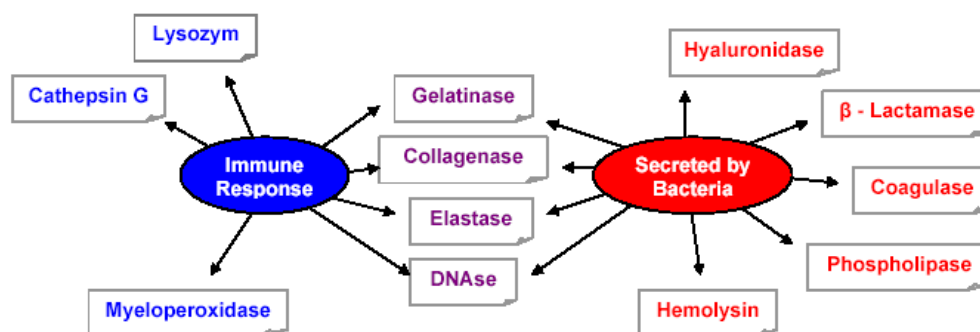 Lysozym
Hyaluronidase
Cathepsin G
Gelatinase
β - Lactamase
Immune
Response
Collagenase
Secreted by
Bacteria
Coagulase
Elastase
DNAse
Phospholipase
Myeloperoxidase
Hemolysin